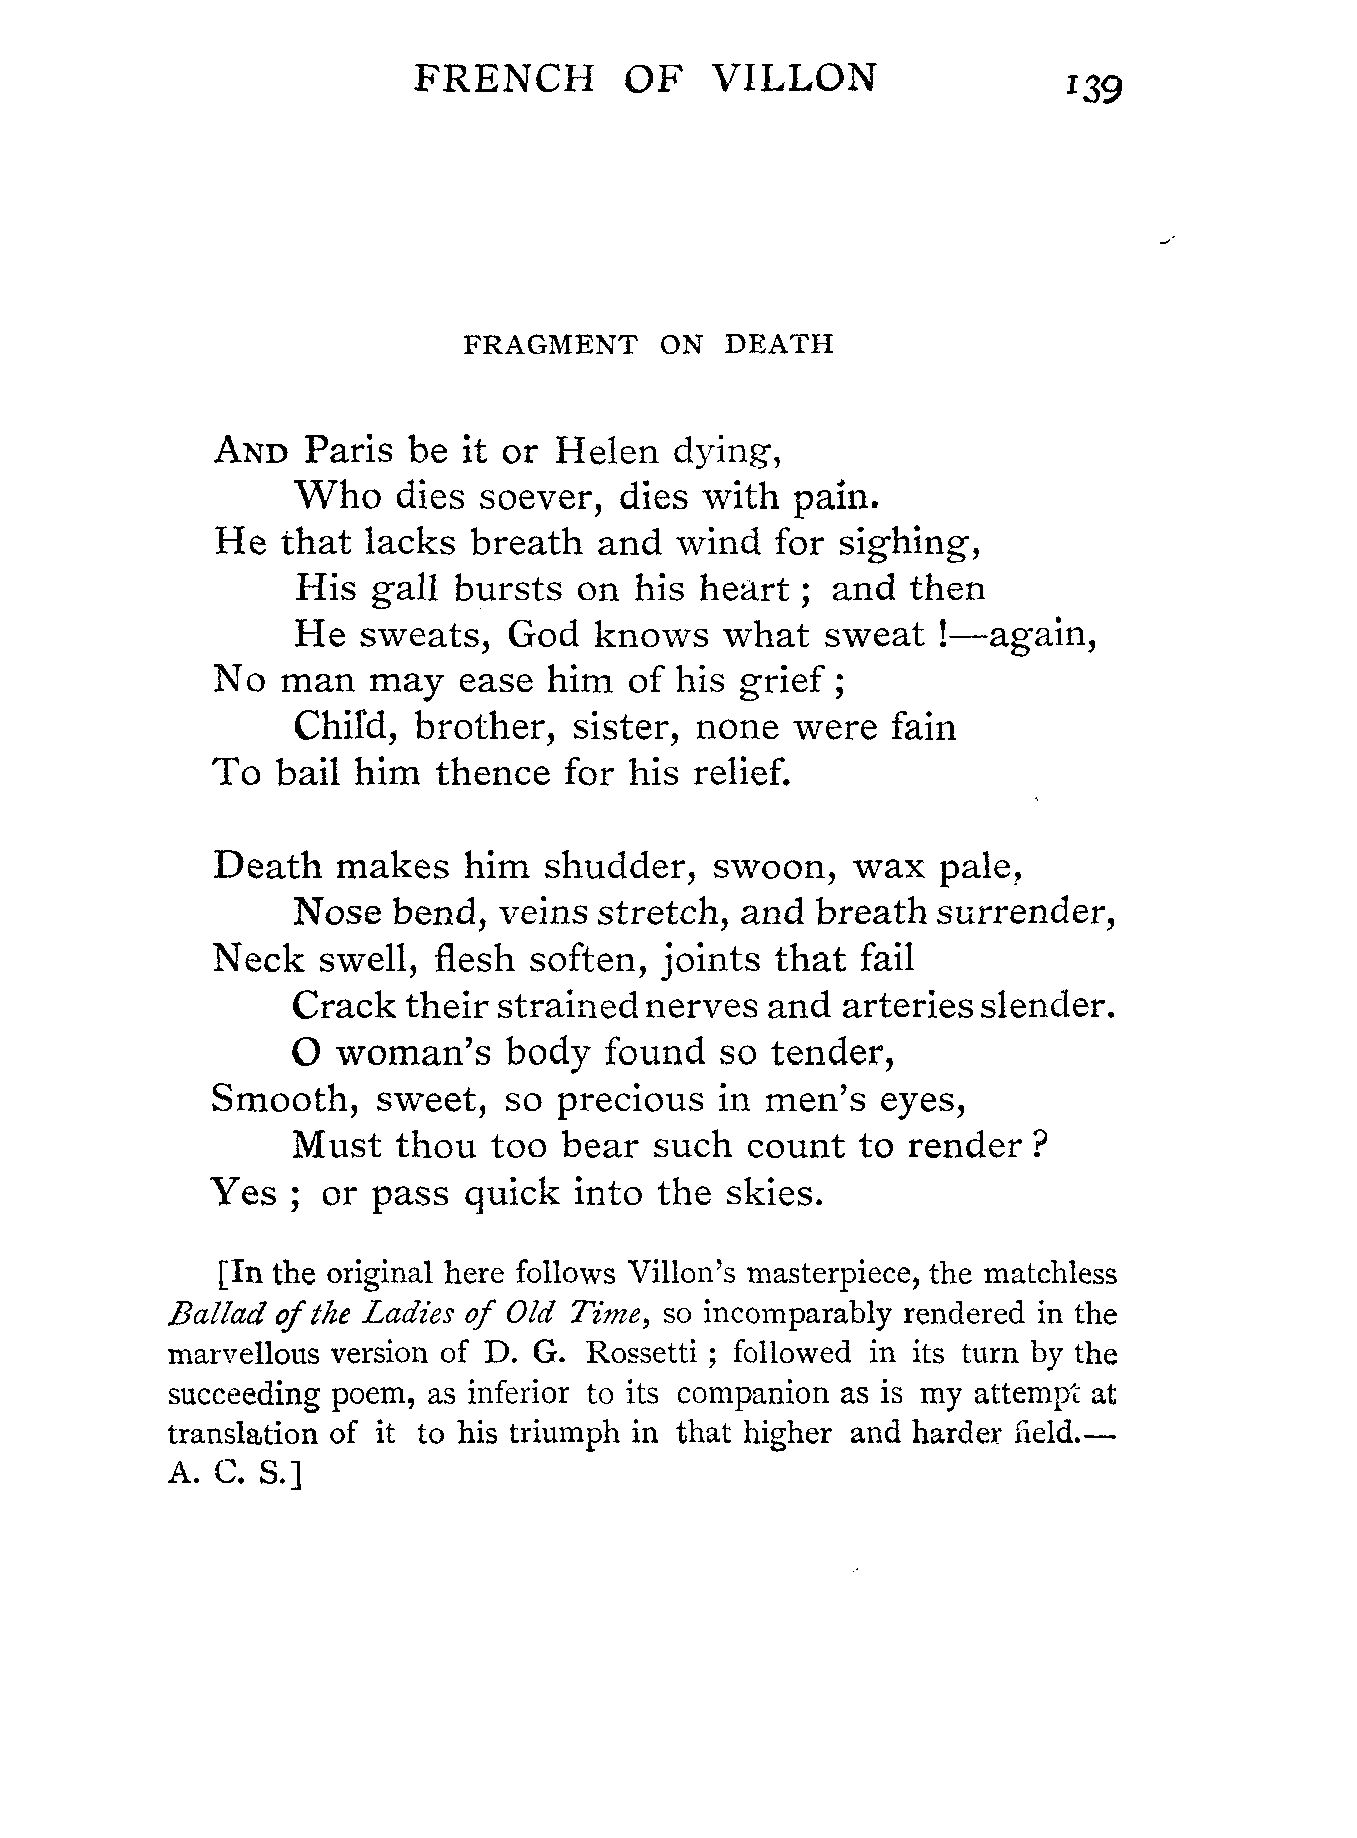 FRENCH OF VILLON 139
FRAGMENT ON DEATH
AND Paris be it or Helen dying,
Who dies soever, dies with pain.
He that lacks breath and wind for sighing,
His gall bursts on his heart ; and then
He sweats, God knows what sweat !—again,
No man may ease him of his grief ;
Child, brother, sister, none were fain
To bail him thence for his relief.
Death makes him shudder, swoon, wax pale,
Nose bend, veins stretch, and breath surrender,
Neck swell, flesh soften, joints that fail
Crack their strained nerves and arteries slender.
O woman's body found so tender,
Smooth, sweet, so precious in men's eyes,
Must thou too bear such count to render ?
Yes ; or pass quick into the skies.
[In the original here follows Villon's masterpiece, the matchless
Ballad of the Ladies of Old Time, so incomparably rendered in the
marvellous version of D. G. Rossetti ; followed in its turn by the
succeeding poem, as inferior to its companion as is my attempt at
translation of it to his triumph in that higher and harder field.—
A. C. S.]